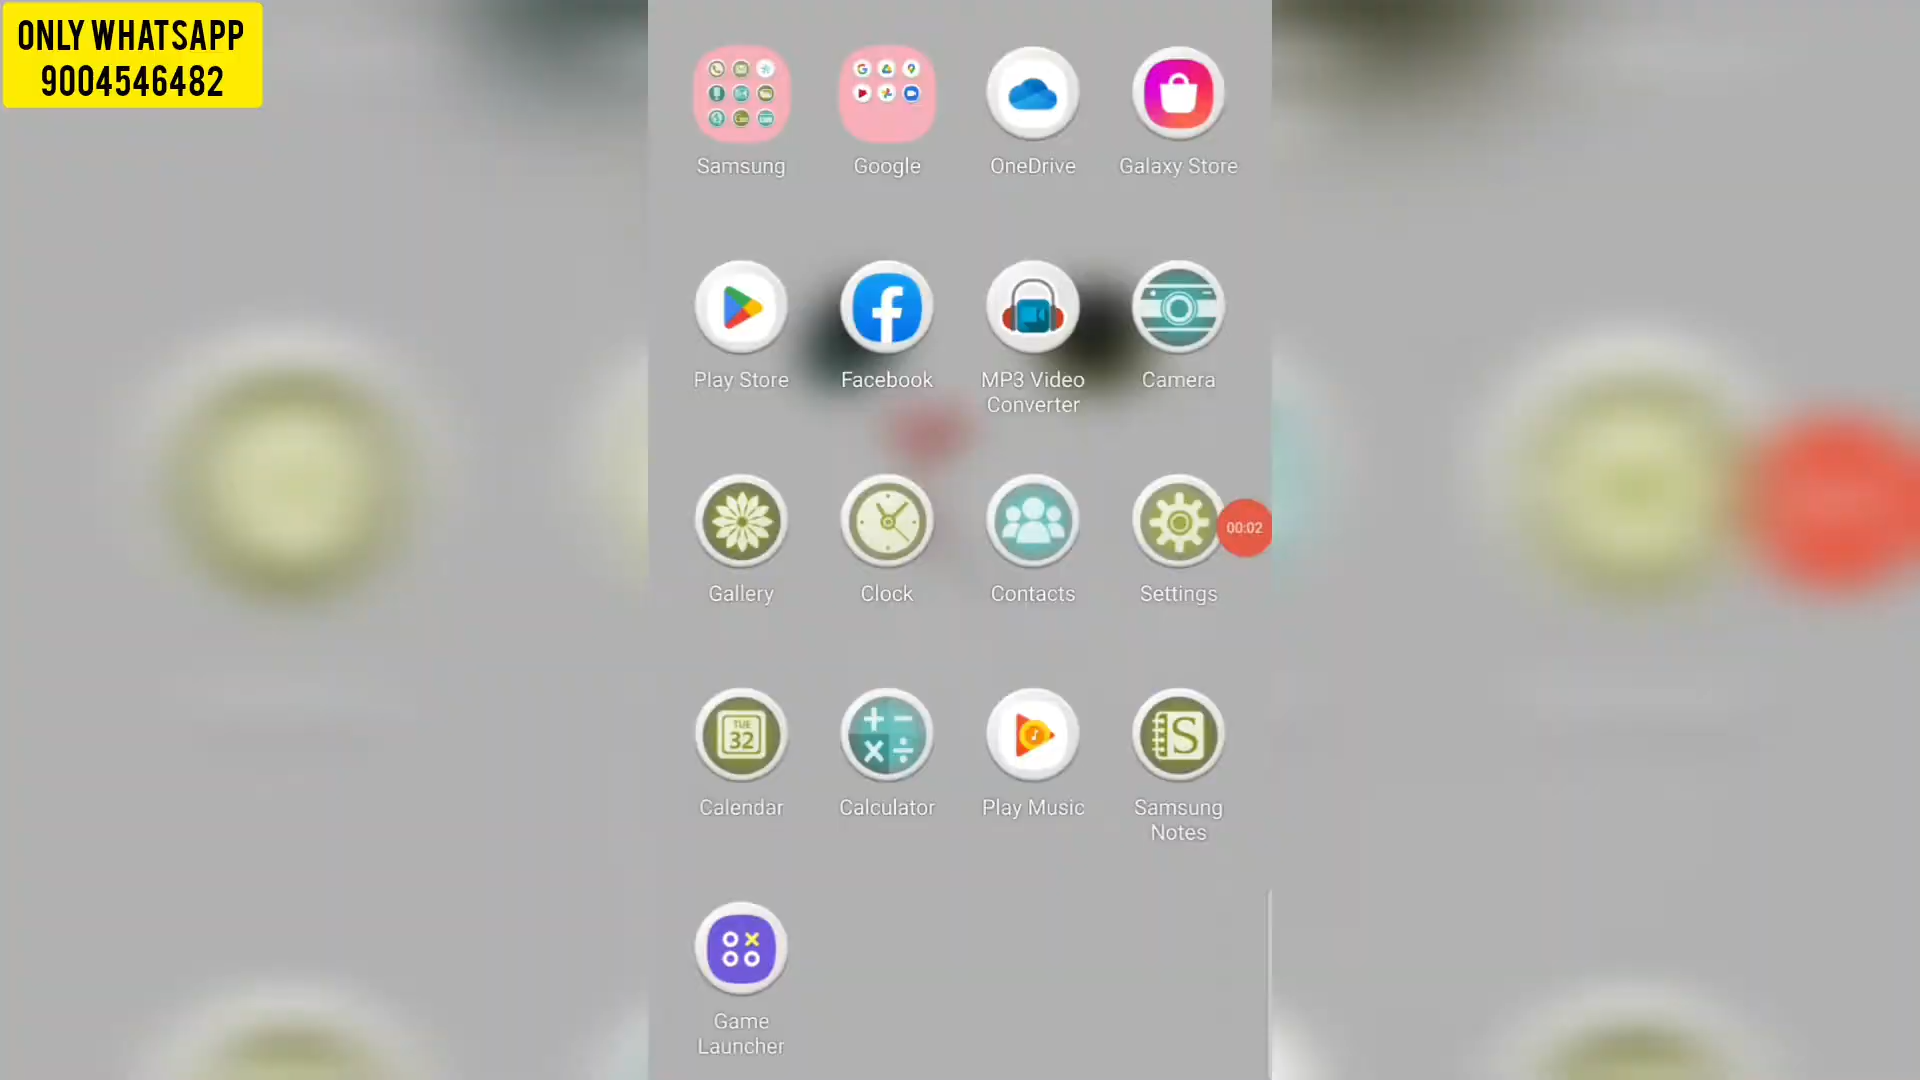 ONLY WHATSAPP
9004546482
Samsung
Google
OneDrive
Galaxy Store
Play Store
Facebook
MP3 Video
Converter
Camera
Gallery
Clock
Contacts
Settings
00:02
TUE
32
Calendar
Calculator
Play Music
S
Samsung
Notes
Game
Launcher